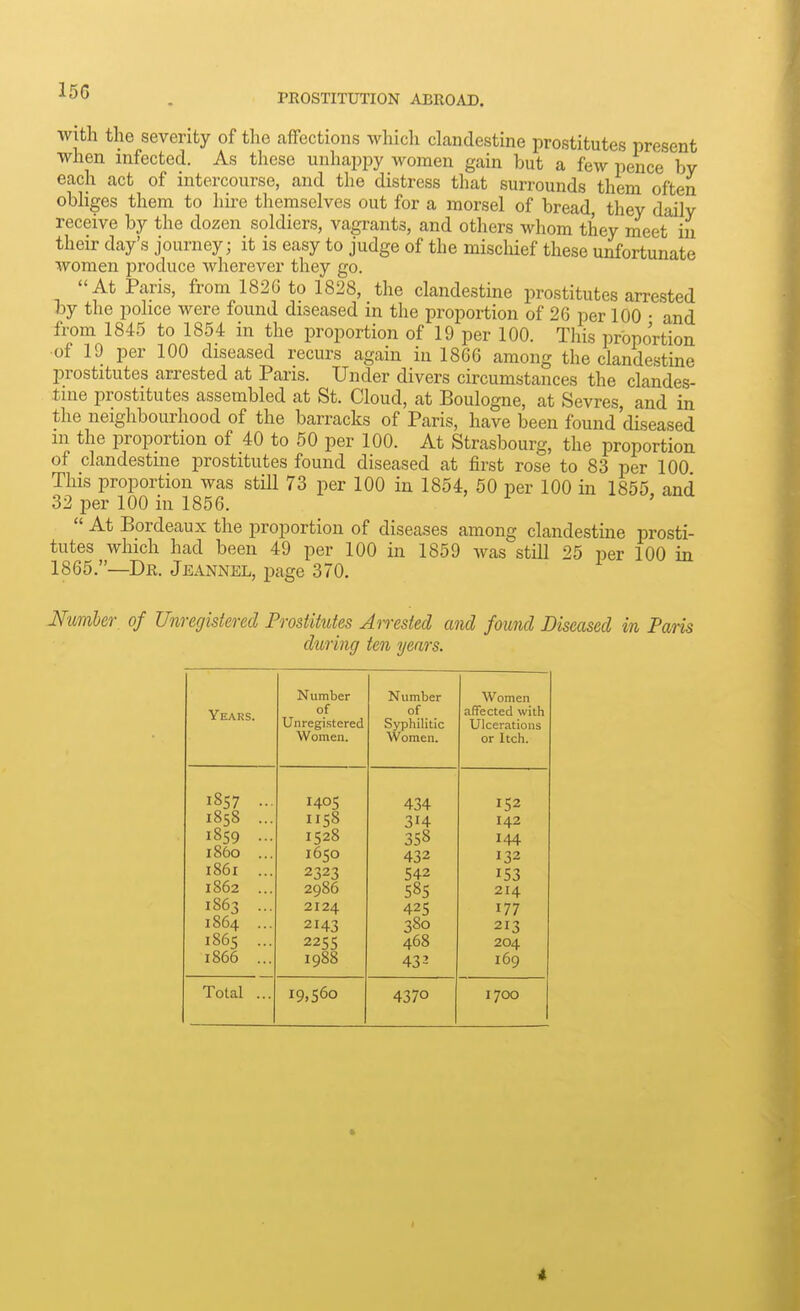 156
PROSTITUTION ABROAD.
with the severity of the affections which clandestine prostitutes present
when infected. As these unhappy women gain but a few pence by
each act of intercourse, and the distress that surrounds them often
obliges them to hire themselves out for a morsel of bread, they daily
receive by the dozen soldiers, vagrants, and others whom they meet in
their day's journey; it is easy to judge of the mischief these unfortunate
women produce wherever they go.
"At Paris, from 1826 to 1828, the clandestine prostitutes arrested
by the police were found diseased in the proportion of 26 per 100; and
from 1845 to 1854 in the proportion of 19 per 100. This proportion
of 19 per 100 diseased recurs again in 1866 among the clandestine
prostitutes arrested at Paris. Under divers circumstances the clandes-
tine prostitutes assembled at St. Cloud, at Boulogne, at Sevres, and in
the neighbourhood of the barracks of Paris, have been found diseased
in the proportion of 40 to 50 per 100. At Strasbourg, the proportion
of clandestine prostitutes found diseased at first rose to 83 per 100.
This proportion was still 73 per 100 in 1854, 50 per 100 in 1855, and
32 per 100 in 1856.
"At Bordeaux the proportion of diseases among clandestine prosti-
tutes which had been 49 per 100 in 1859 was still 25 per 100 in
1865."—Dr. Jeannel, page 370.
Number of Unregistered Prostitutes Arrested and found Diseased in Paris
during ten years.
Years. | Number of Unregistered Women. | Number of Syphilitic Women. | Women affected with Ulcerations or Itch.
1857 ... 1405 434 152
1858 ... 1158 314 142
1859 ... 1528 358 144
1860 ... 1650 432 132
1861 ... 2323 542 153
1862 ... 2986 585 214
1863 ... 2124 425 177
1864 ... 2143 380 213
1865 ... 2255 468 204
1866 ... 1988 432 169
Total ... 19,560 4370 1700